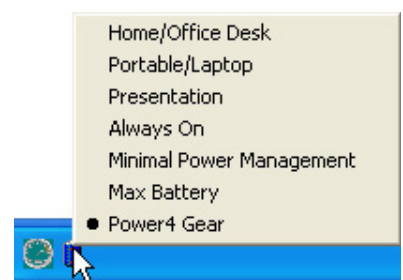 Home/Office Desk
Portable/Laptop
Presentation
Always On
Minimal Power Management
Max Battery
Power4 Gear